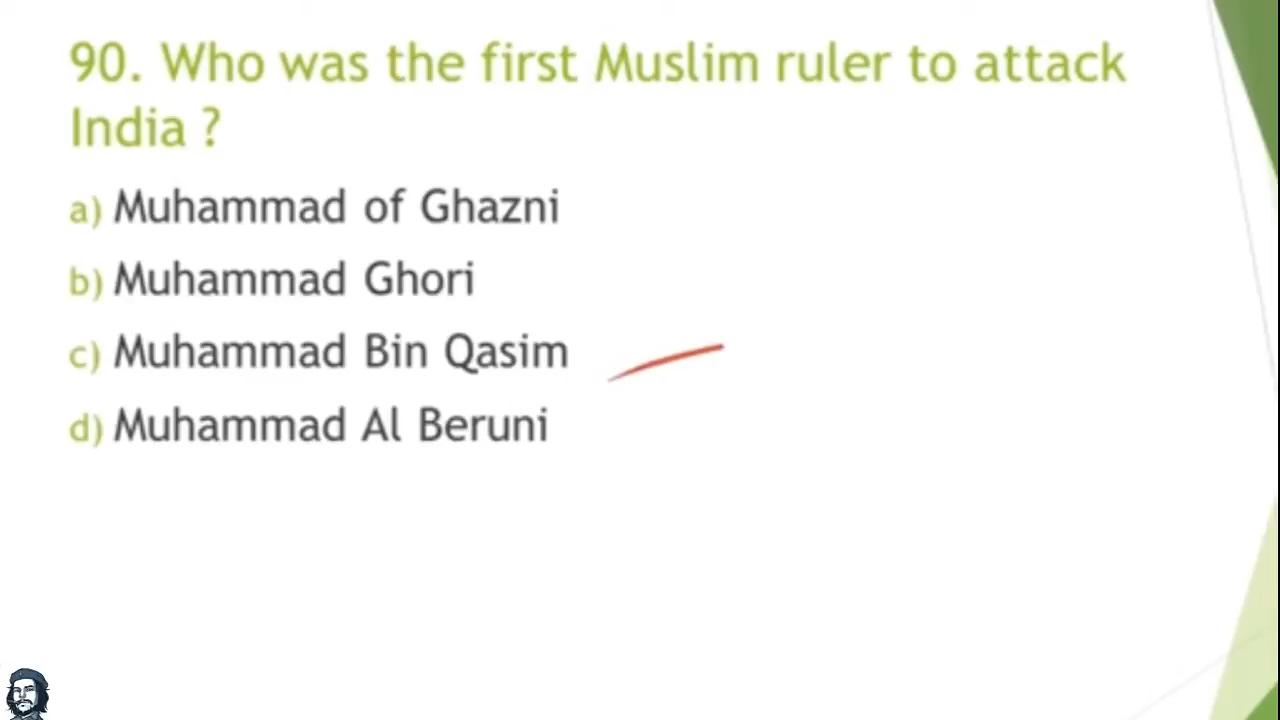 90. Who was the first Muslim ruler to attack
India ?
a) Muhammad of Ghazni
b) Muhammad Ghori
c) Muhammad Bin Qasim
d) Muhammad Al Beruni